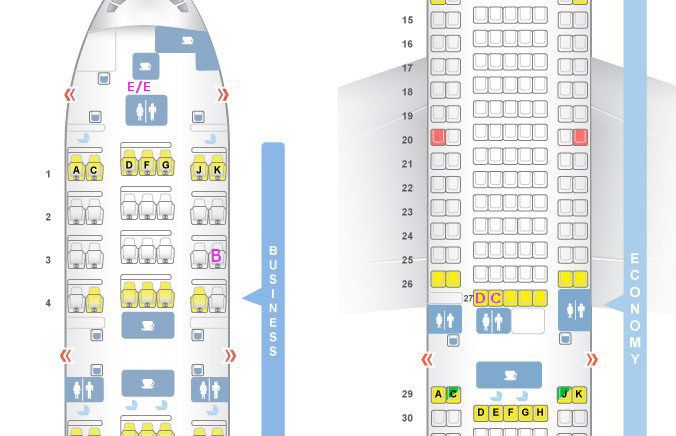 E/E
1 A C D F G J K
2
3 B
4
BUSINESS
15
16
17
18
19
20
21
22
23
24
25
26
27 D C
29 A C J K
30 D E F G H
ECONOMY